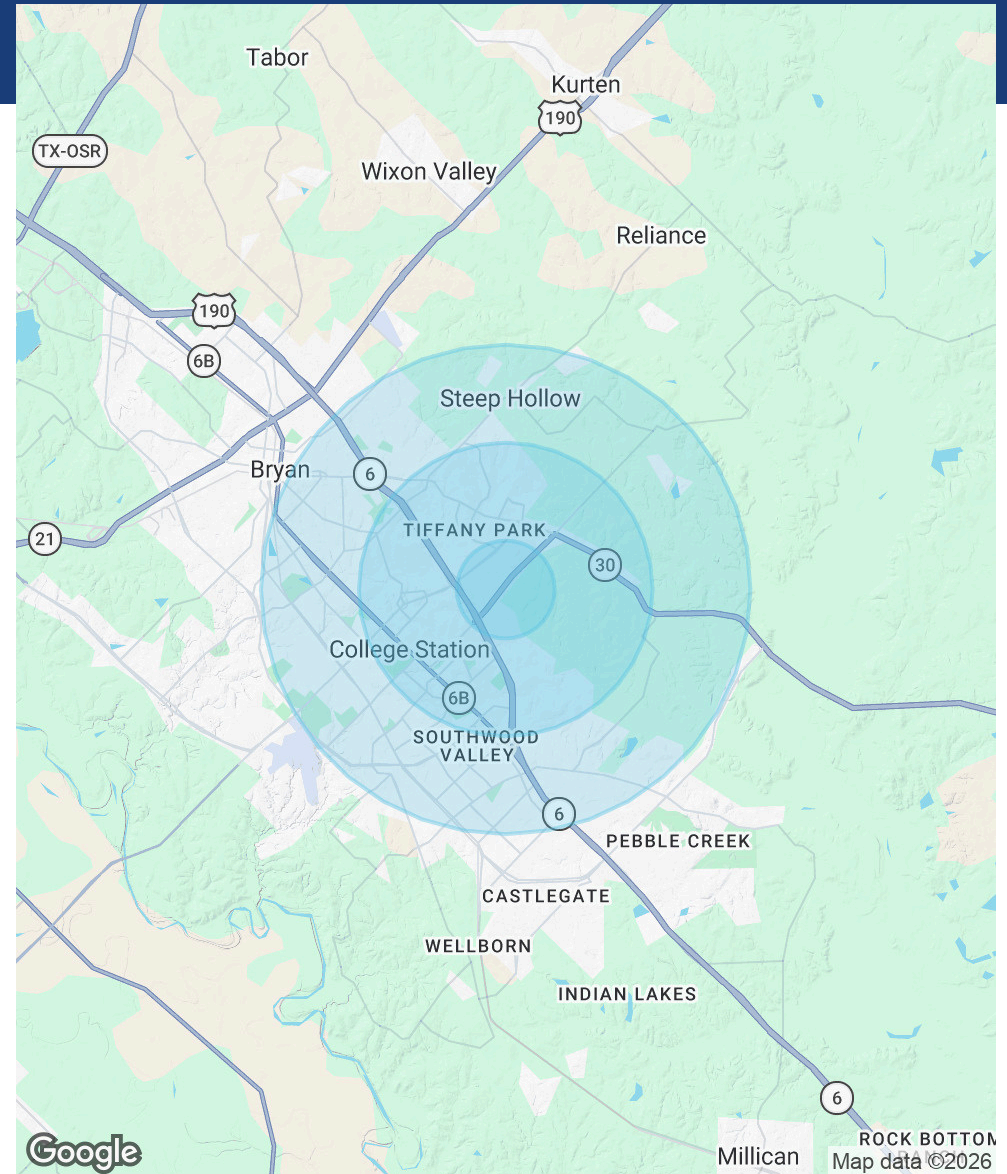 Tabor
Kurten
190
TX-OSR
Wixon Valley
Reliance
190
6B
Steep Hollow
Bryan
6
TIFFANY PARK
21
30
College Station
6B
SOUTHWOOD
VALLEY
6
PEBBLE CREEK
CASTLEGATE
WELLBORN
INDIAN LAKES
6
ROCK BOTTOM
RANCH
Millican
Google
Map data ©2026